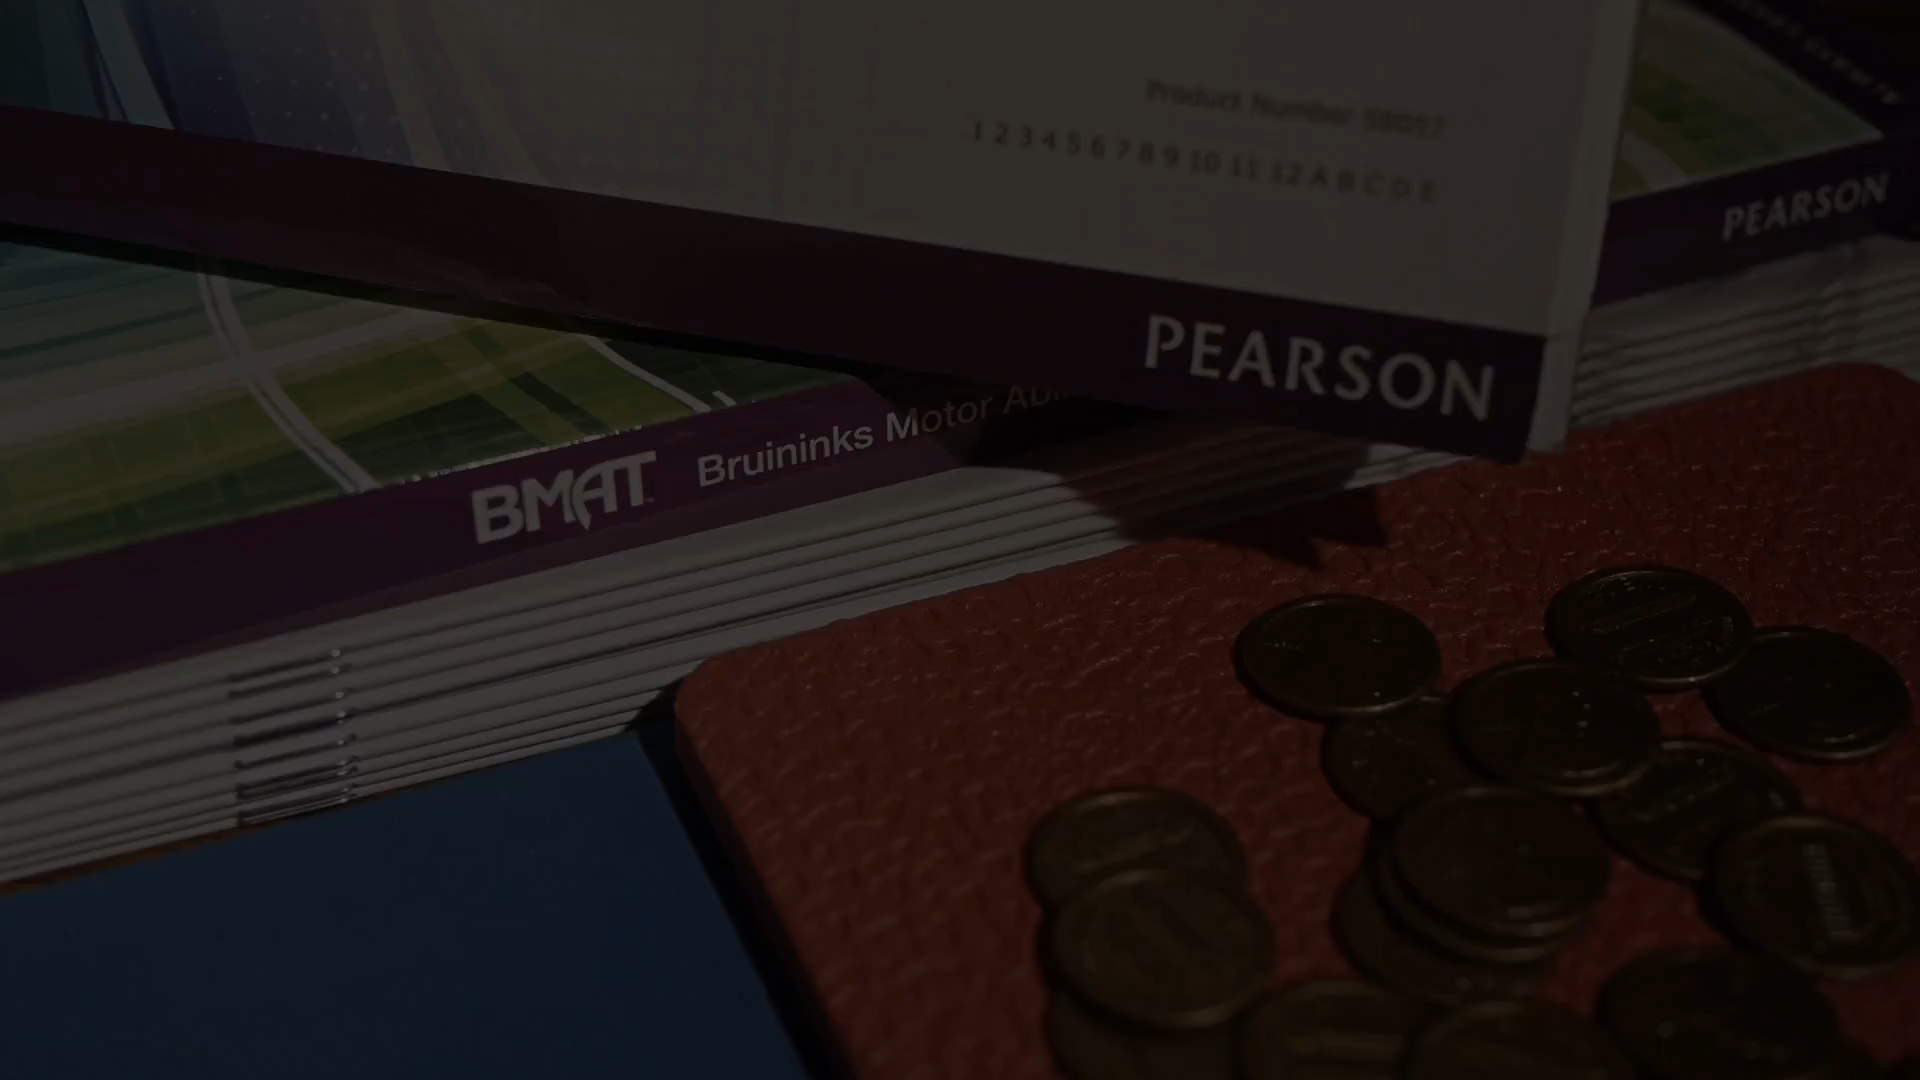 Product Number 58057
1 2 3 4 5 6 7 8 9 10 11 12 A B C D E
PEARSON
PEARSON
BMAT Bruininks Motor